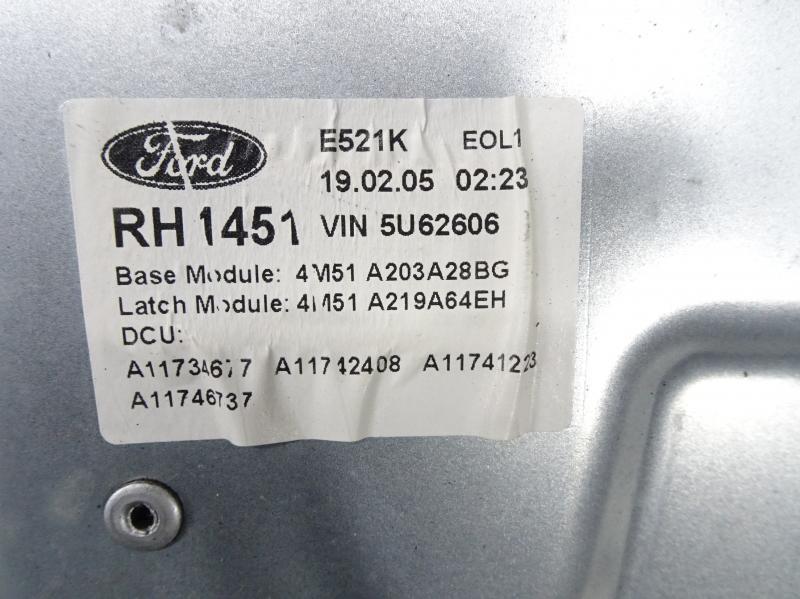 Ford E521K EOL1
19.02.05 02:23
RH 1451 VIN 5U62606
Base Module: 4M51 A203A28BG
Latch Module: 4M51 A219A64EH
DCU:
A11734677 A11742408 A11741223
A11746737